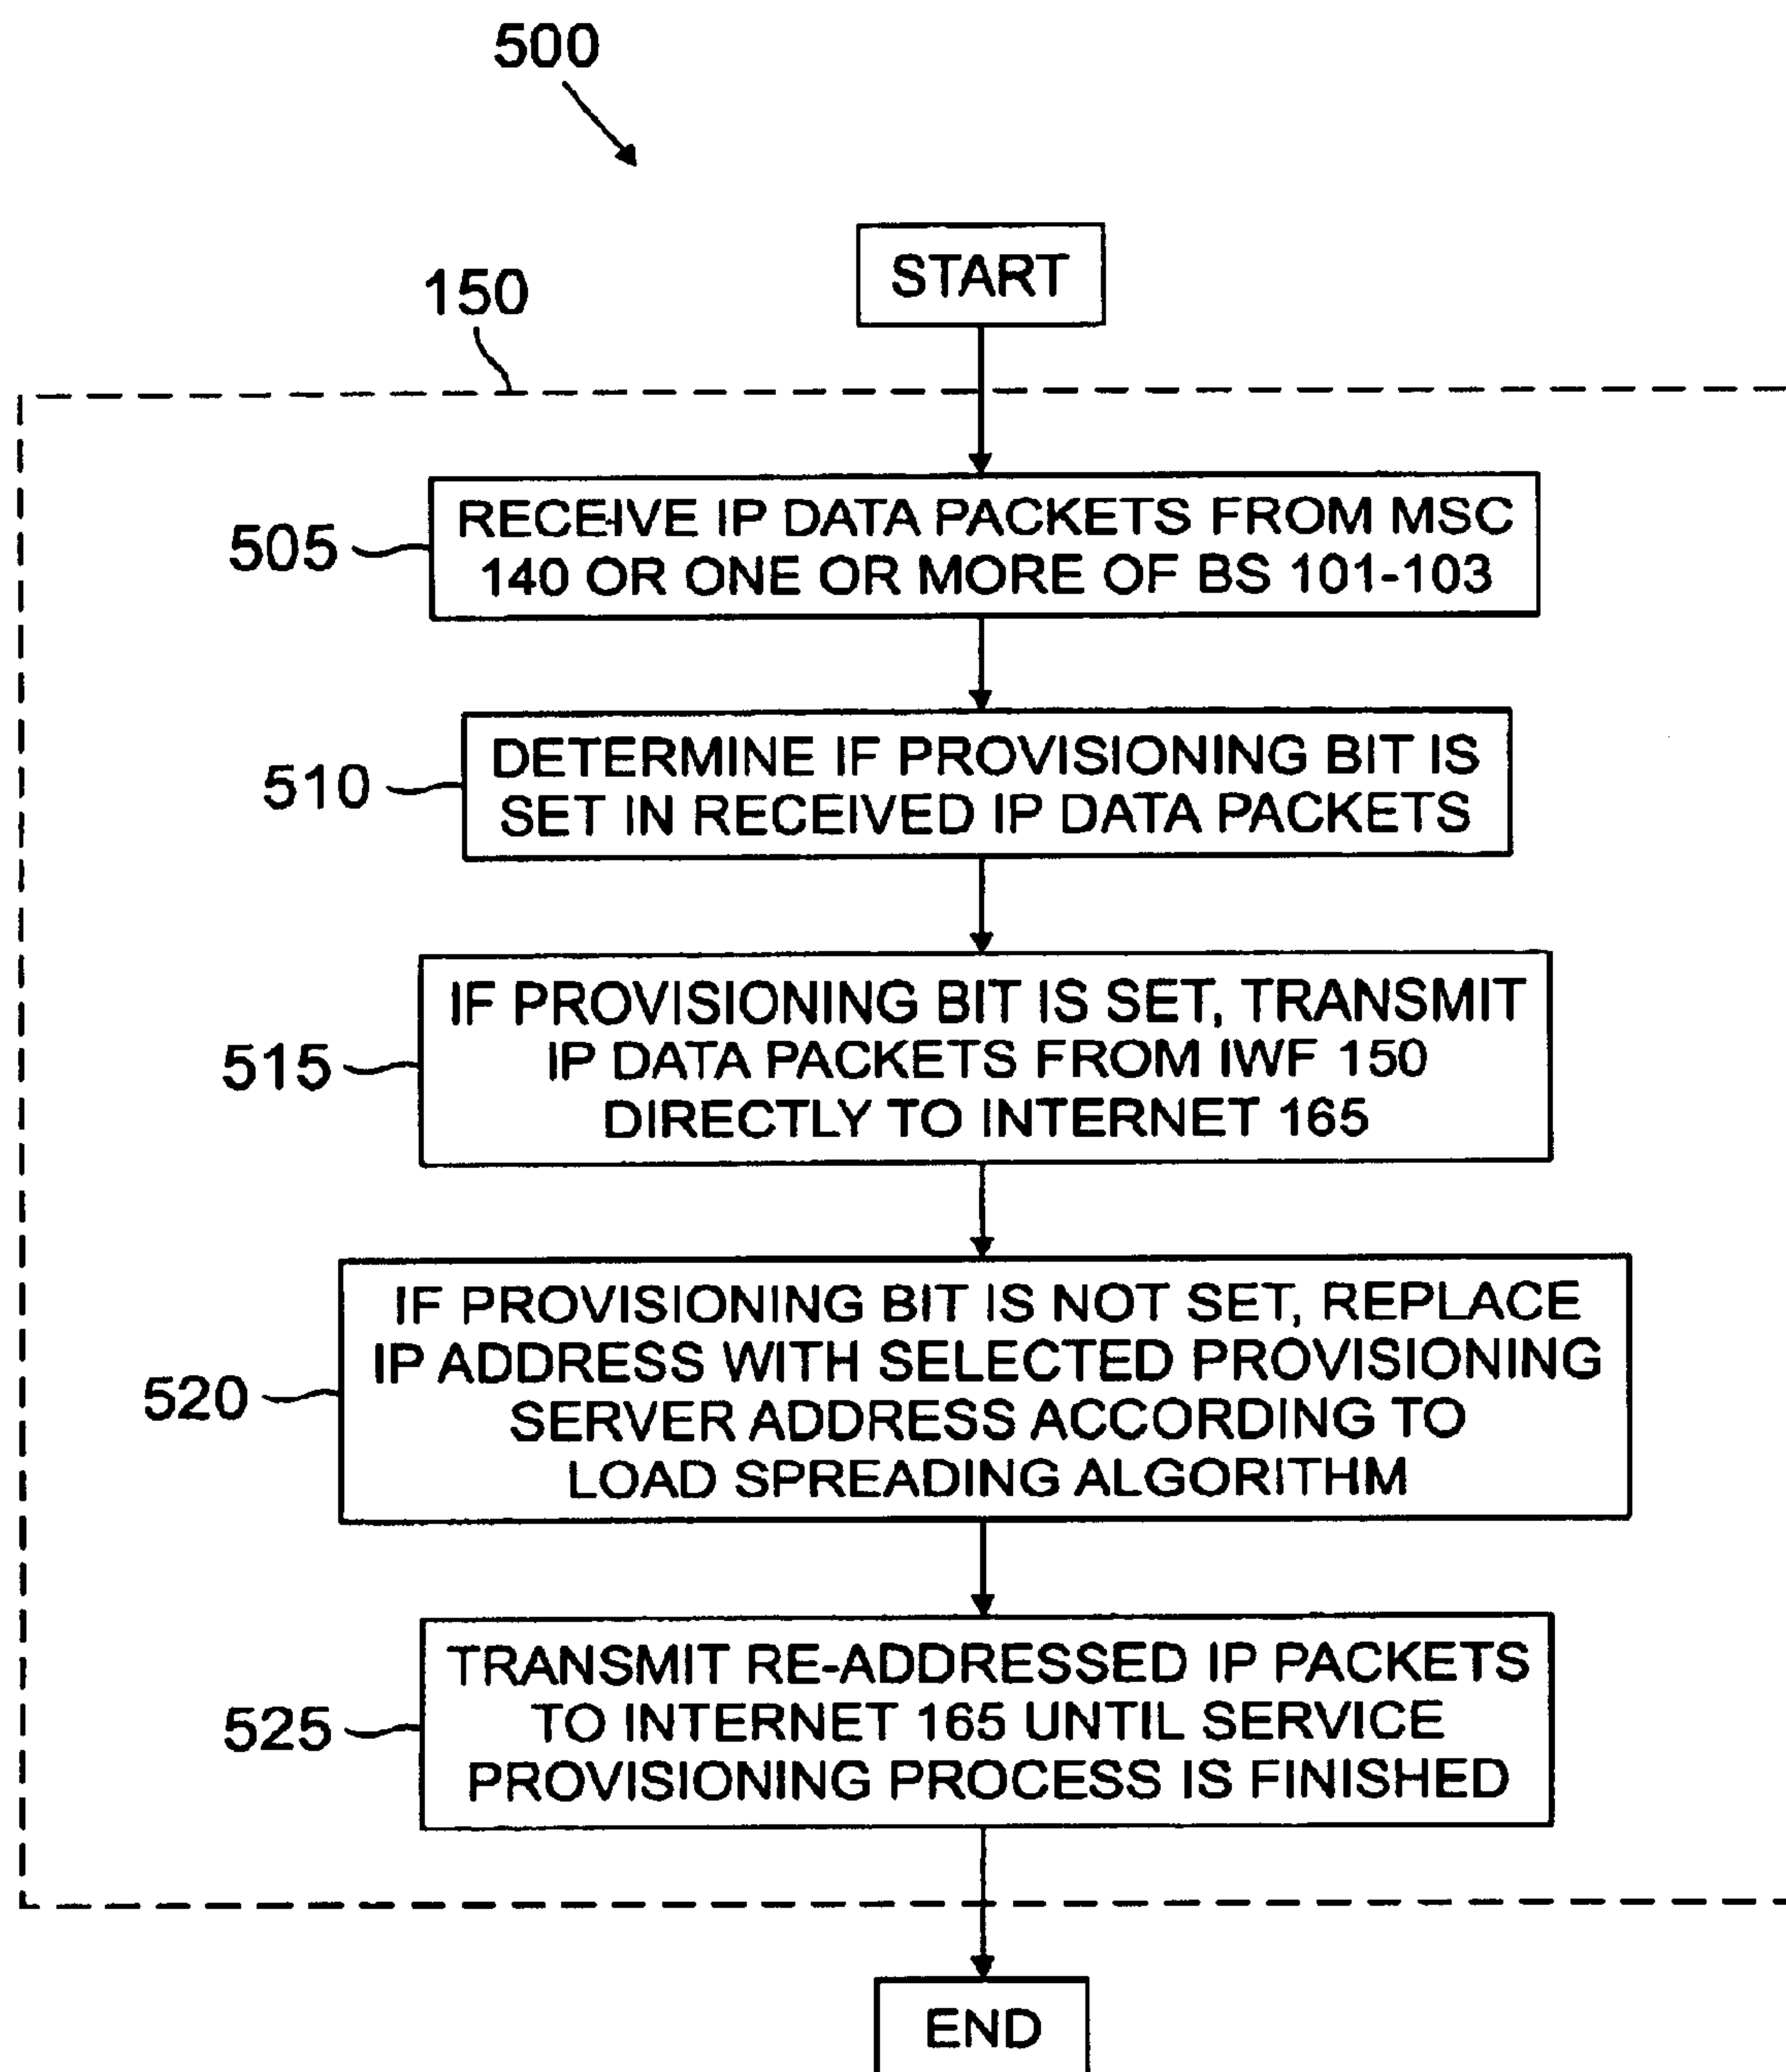 500
START
150
505
RECEIVE IP DATA PACKETS FROM MSC
140 OR ONE OR MORE OF BS 101-103
510
DETERMINE IF PROVISIONING BIT IS
SET IN RECEIVED IP DATA PACKETS
515
IF PROVISIONING BIT IS SET, TRANSMIT
IP DATA PACKETS FROM IWF 150
DIRECTLY TO INTERNET 165
520
IF PROVISIONING BIT IS NOT SET, REPLACE
IP ADDRESS WITH SELECTED PROVISIONING
SERVER ADDRESS ACCORDING TO
LOAD SPREADING ALGORITHM
525
TRANSMIT RE-ADDRESSED IP PACKETS
TO INTERNET 165 UNTIL SERVICE
PROVISIONING PROCESS IS FINISHED
END